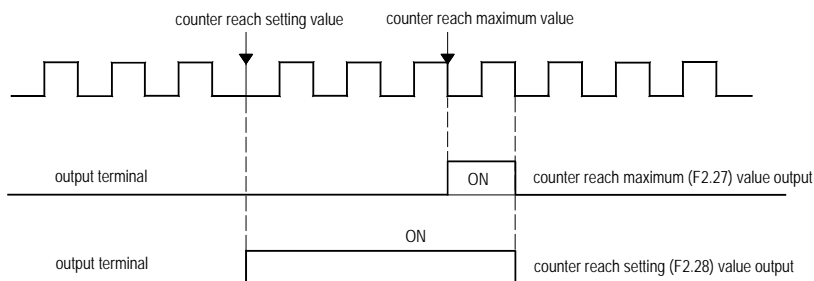 counter reach setting value
counter reach maximum value
output terminal
ON
counter reach maximum (F2.27) value output
ON
output terminal
counter reach setting (F2.28) value output